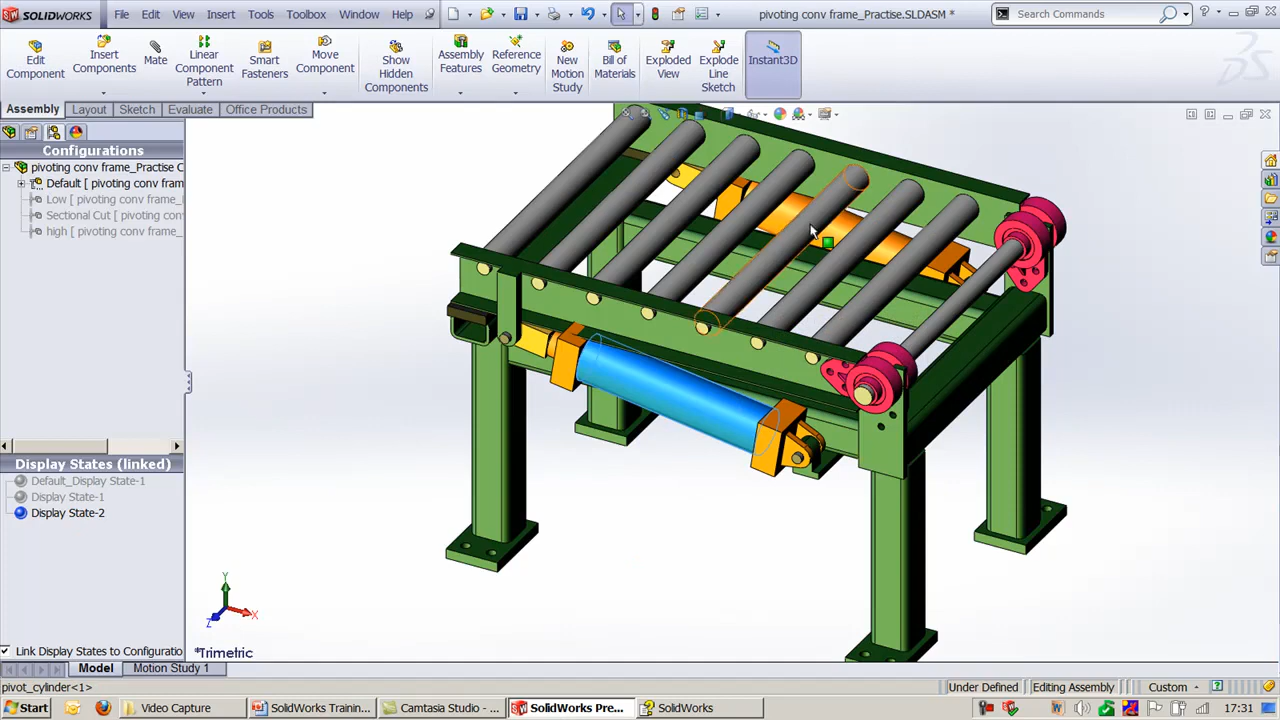 SOLIDWORKS
File Edit View Insert Tools Toolbox Window Help
pivoting conv frame_Practise.SLDASM *
Search Commands
Edit Component
Insert Components
Mate
Linear Component Pattern
Smart Fasteners
Move Component
Show Hidden Components
Assembly Features
Reference Geometry
New Motion Study
Bill of Materials
Exploded View
Explode Line Sketch
Instant3D
Assembly Layout Sketch Evaluate Office Products
Configurations
pivoting conv frame_Practise C
Default [ pivoting conv fram
Low [ pivoting conv frame_
Sectional Cut [ pivoting conv
high [ pivoting conv frame_
Display States (linked)
Default_Display State-1
Display State-1
Display State-2
Y
X
Z
Link Display States to Configuratio
*Trimetric
Model Motion Study 1
pivot_cylinder<1>
Under Defined Editing Assembly Custom
Start Video Capture SolidWorks Trainin... Camtasia Studio - ... SolidWorks Pre... SolidWorks 17:31